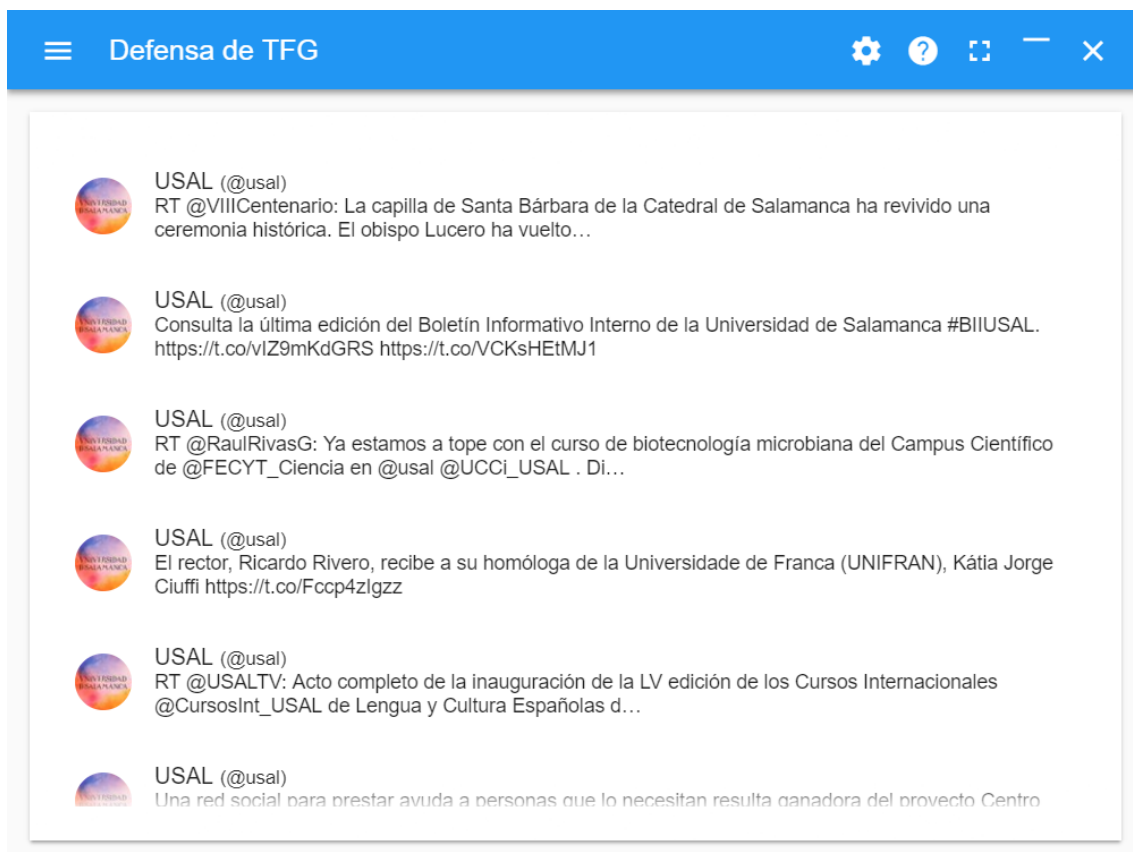 Defensa de TFG
USAL (@usal)
RT @VIIICentenario: La capilla de Santa Bárbara de la Catedral de Salamanca ha revivido una
ceremonia histórica. El obispo Lucero ha vuelto…
USAL (@usal)
Consulta la última edición del Boletín Informativo Interno de la Universidad de Salamanca #BIIUSAL.
https://t.co/vIZ9mKdGRS https://t.co/VCKsHEtMJ1
USAL (@usal)
RT @RaulRivasG: Ya estamos a tope con el curso de biotecnología microbiana del Campus Científico
de @FECYT_Ciencia en @usal @UCCi_USAL . Di…
USAL (@usal)
El rector, Ricardo Rivero, recibe a su homóloga de la Universidade de Franca (UNIFRAN), Kátia Jorge
Ciuffi https://t.co/Fccp4zIgzz
USAL (@usal)
RT @USALTV: Acto completo de la inauguración de la LV edición de los Cursos Internacionales
@CursosInt_USAL de Lengua y Cultura Españolas d…
USAL (@usal)
Una red social para prestar ayuda a personas que lo necesitan resulta ganadora del proyecto Centro